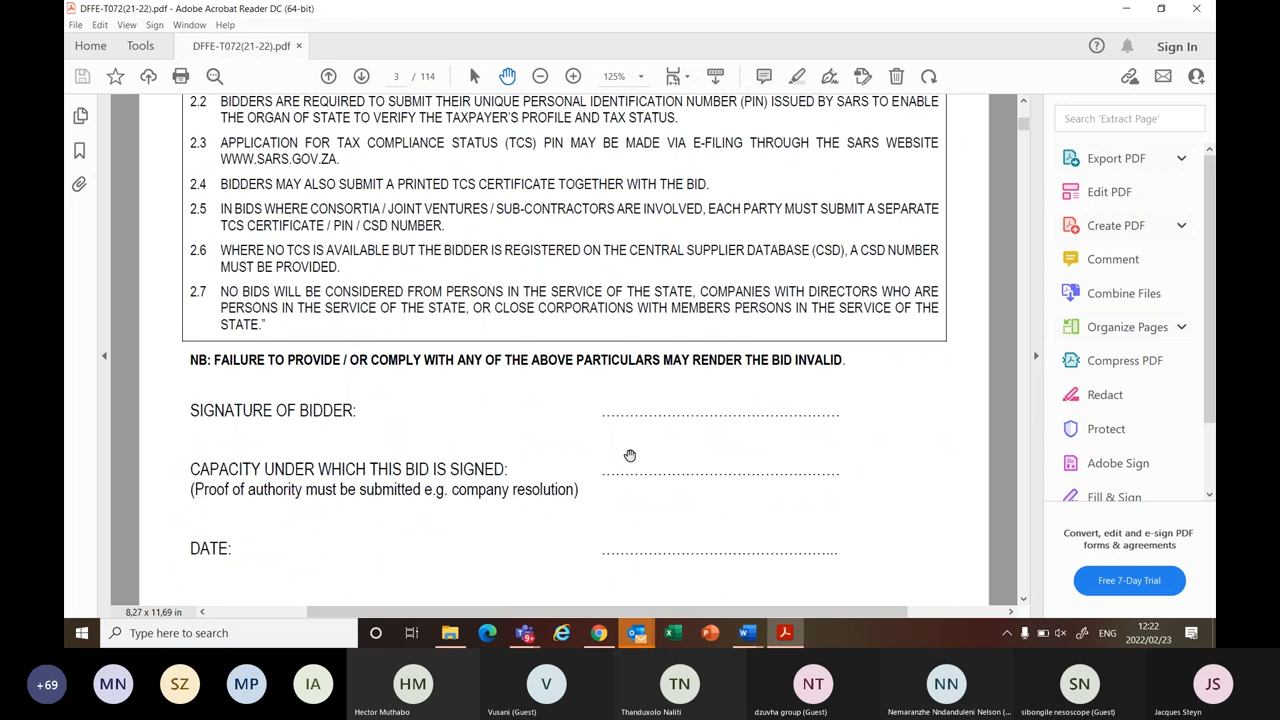 DFFE-T072(21-22).pdf - Adobe Acrobat Reader DC (64-bit)
File Edit View Sign Window Help
Home Tools DFFE-T072(21-22).pdf × Sign In
3 / 114 125%
2.2 BIDDERS ARE REQUIRED TO SUBMIT THEIR UNIQUE PERSONAL IDENTIFICATION NUMBER (PIN) ISSUED BY SARS TO ENABLE
THE ORGAN OF STATE TO VERIFY THE TAXPAYER'S PROFILE AND TAX STATUS.
2.3 APPLICATION FOR TAX COMPLIANCE STATUS (TCS) PIN MAY BE MADE VIA E-FILING THROUGH THE SARS WEBSITE
WWW.SARS.GOV.ZA.
2.4 BIDDERS MAY ALSO SUBMIT A PRINTED TCS CERTIFICATE TOGETHER WITH THE BID.
2.5 IN BIDS WHERE CONSORTIA / JOINT VENTURES / SUB-CONTRACTORS ARE INVOLVED, EACH PARTY MUST SUBMIT A SEPARATE
TCS CERTIFICATE / PIN / CSD NUMBER.
2.6 WHERE NO TCS IS AVAILABLE BUT THE BIDDER IS REGISTERED ON THE CENTRAL SUPPLIER DATABASE (CSD), A CSD NUMBER
MUST BE PROVIDED.
2.7 NO BIDS WILL BE CONSIDERED FROM PERSONS IN THE SERVICE OF THE STATE, COMPANIES WITH DIRECTORS WHO ARE
PERSONS IN THE SERVICE OF THE STATE, OR CLOSE CORPORATIONS WITH MEMBERS PERSONS IN THE SERVICE OF THE
STATE."
NB: FAILURE TO PROVIDE / OR COMPLY WITH ANY OF THE ABOVE PARTICULARS MAY RENDER THE BID INVALID.
SIGNATURE OF BIDDER: ……………………………………
CAPACITY UNDER WHICH THIS BID IS SIGNED: ……………………………………
(Proof of authority must be submitted e.g. company resolution)
DATE: ……………………………………...
8,27 x 11,69 in
Search 'Extract Page'
Export PDF
Edit PDF
Create PDF
Comment
Combine Files
Organize Pages
Compress PDF
Redact
Protect
Adobe Sign
Fill & Sign
Convert, edit and e-sign PDF
forms & agreements
Free 7-Day Trial
Type here to search
ENG
12:22
2022/02/23
+69 MN SZ MP IA HM V TN NT NN SN JS
Hector Muthabo Vusani (Guest) Thanduxolo Naliti dzuvha group (Guest) Nemaranzhe Nndanduleni Nelson (... sibongile nesoscope (Guest) Jacques Steyn